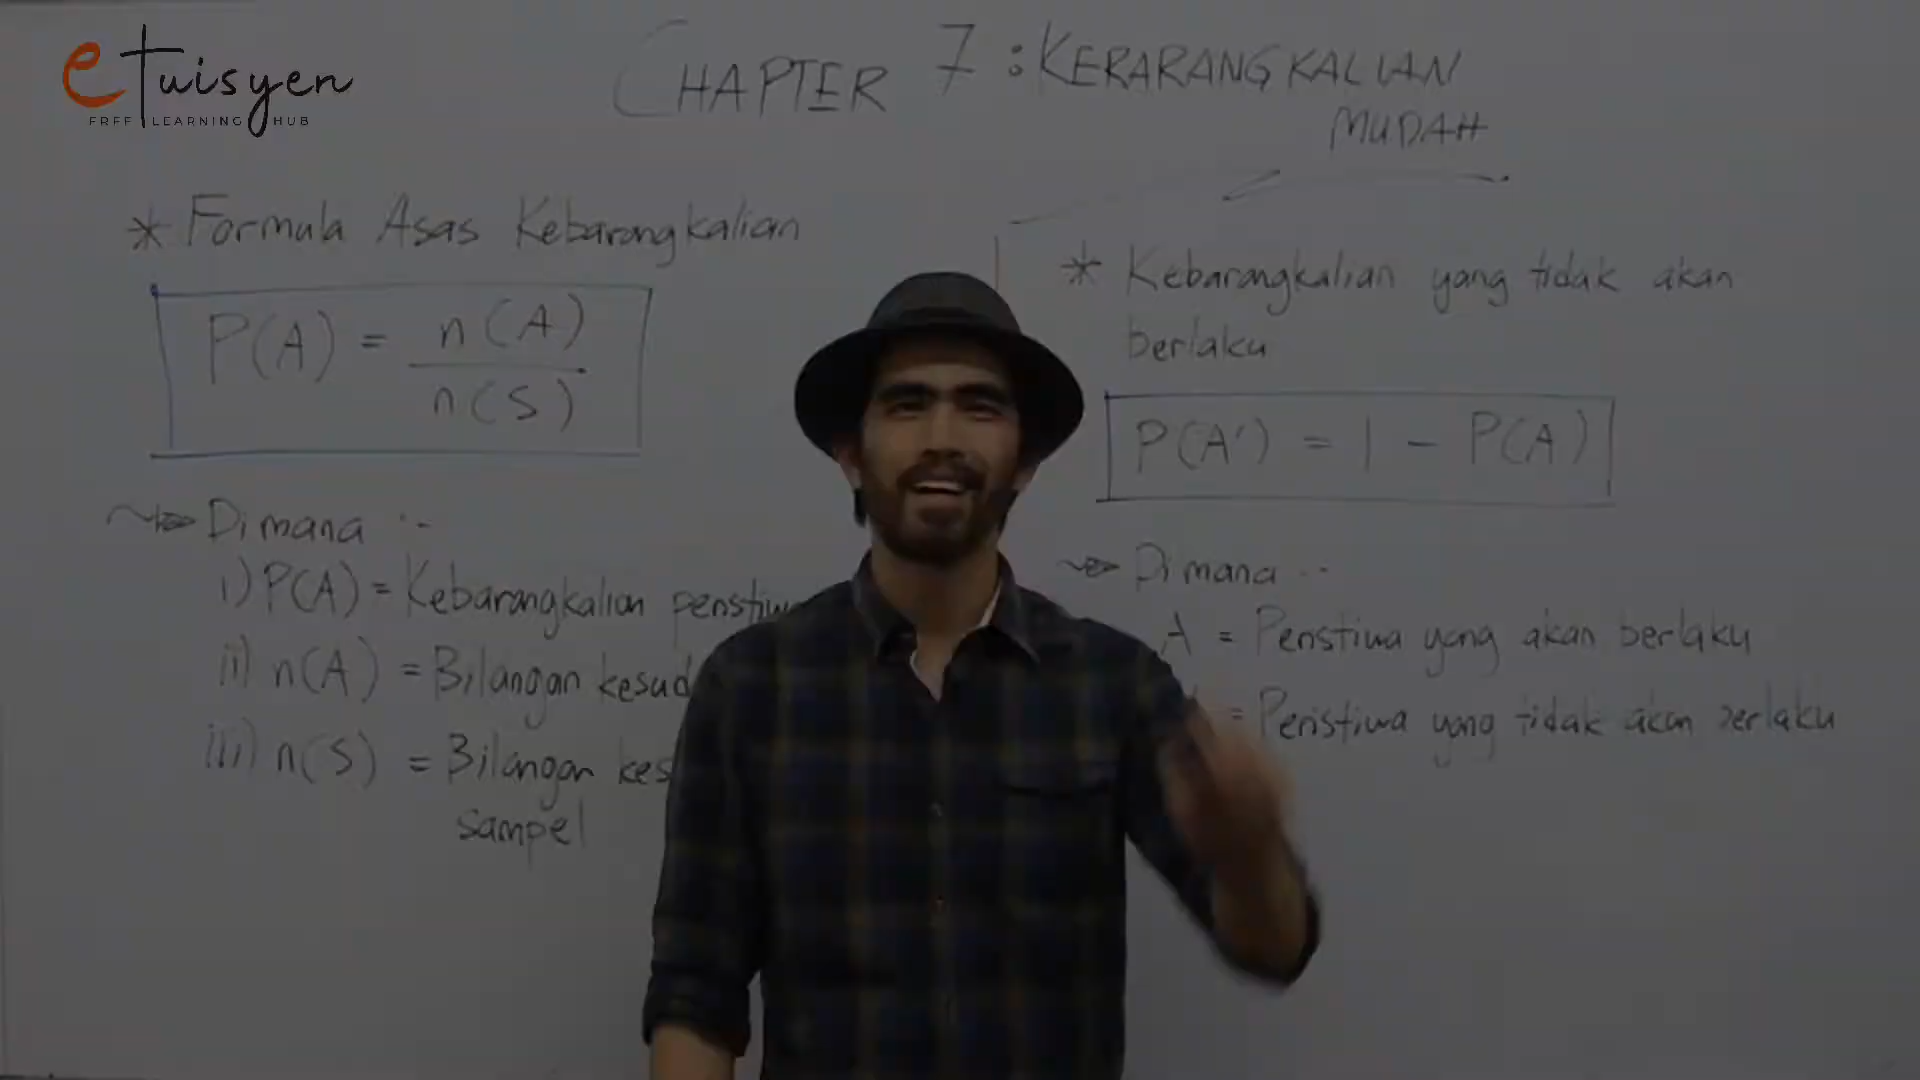 eTuisyen
FREE LEARNING HUB
CHAPTER 7 : KERARANGKALIAN
MUDAH
* Formula Asas Kebarangkalian
P(A) = n(A)
n(S)
Dimana :-
i) P(A) = Kebarangkalian
ii) n(A) = Bilangan
iii) n(S) = Bilangan
sampel
* Kebarangkalian yang tidak akan
berlaku
P(A') = 1 - P(A)
Dimana :-
A = Peristiwa yang akan berlaku
= Peristiwa yang tidak akan berlaku